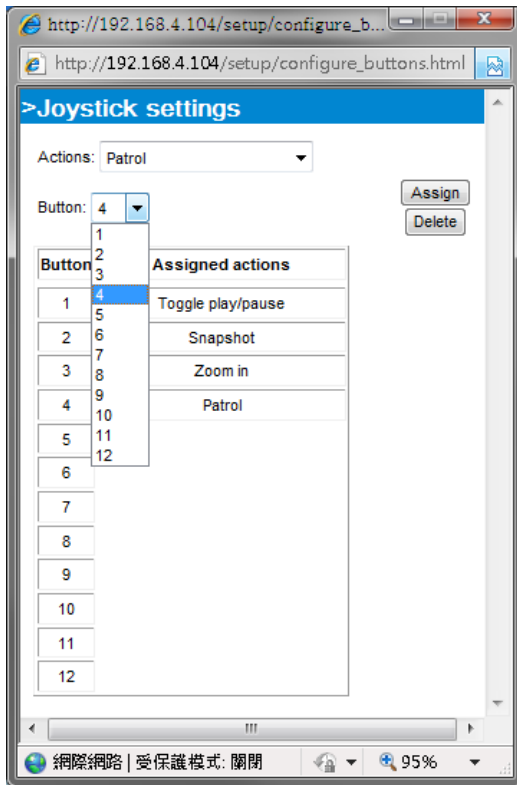 http://192.168.4.104/setup/configure_b...
http://192.168.4.104/setup/configure_buttons.html
>Joystick settings
Actions: Patrol
Button: 4
Assign
Delete
1
2
3
4
5
6
7
8
9
10
11
12
Button Assigned actions
1 Toggle play/pause
2 Snapshot
3 Zoom in
4 Patrol
5
6
7
8
9
10
11
12
網際網路 | 受保護模式: 關閉
95%